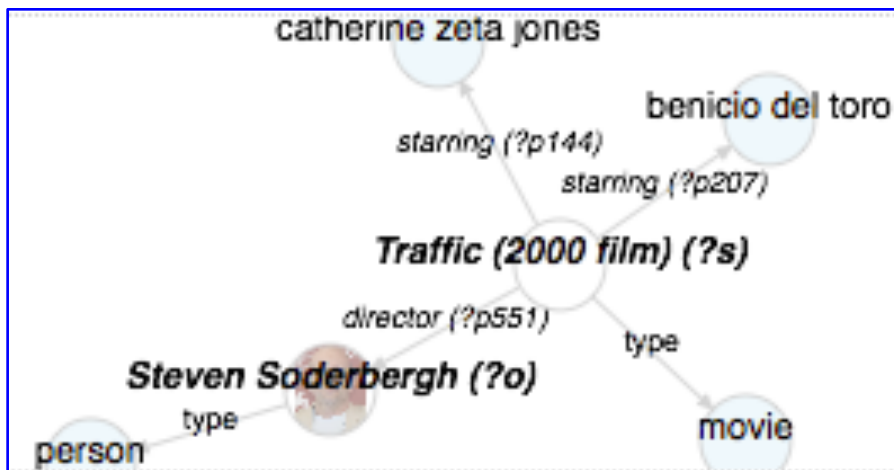 catherine zeta jones
benicio del toro
starring (?p144)
starring (?p207)
Traffic (2000 film) (?s)
director (?p551)
type
Steven Soderbergh (?o)
type
movie
person